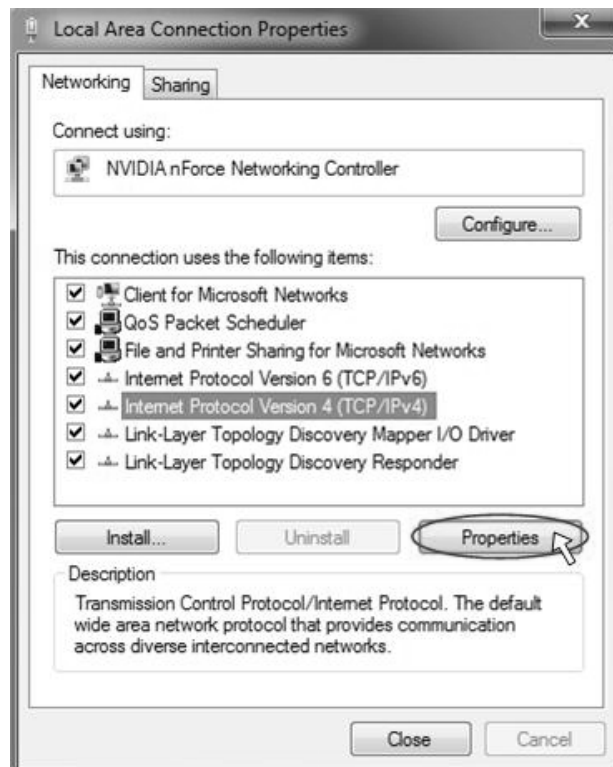 Local Area Connection Properties
Networking
Sharing
Connect using:
NVIDIA nForce Networking Controller
Configure...
This connection uses the following items:
Client for Microsoft Networks
QoS Packet Scheduler
File and Printer Sharing for Microsoft Networks
Internet Protocol Version 6 (TCP/IPv6)
Internet Protocol Version 4 (TCP/IPv4)
Link-Layer Topology Discovery Mapper I/O Driver
Link-Layer Topology Discovery Responder
Install...
Uninstall
Properties
Description
Transmission Control Protocol/Internet Protocol. The default
wide area network protocol that provides communication
across diverse interconnected networks.
Close
Cancel